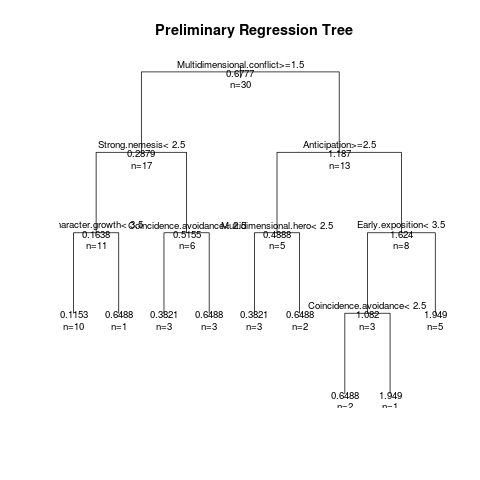 Preliminary Regression Tree
Multidimensional.conflict>=1.5
0.6777
n=30
Strong.nemesis< 2.5
0.2879
n=17
Anticipation>=2.5
1.187
n=13
aracter.growth< 3.5
0.1638
n=11
Coincidence.avoidance< 2.5
0.5155
n=6
Multidimensional.hero< 2.5
0.4888
n=5
Early.exposition< 3.5
1.624
n=8
0.1153
n=10
0.6488
n=1
0.3821
n=3
0.6488
n=3
0.3821
n=3
0.6488
n=2
Coincidence.avoidance< 2.5
1.082
n=3
1.949
n=5
0.6488
n=2
1.949
n=1